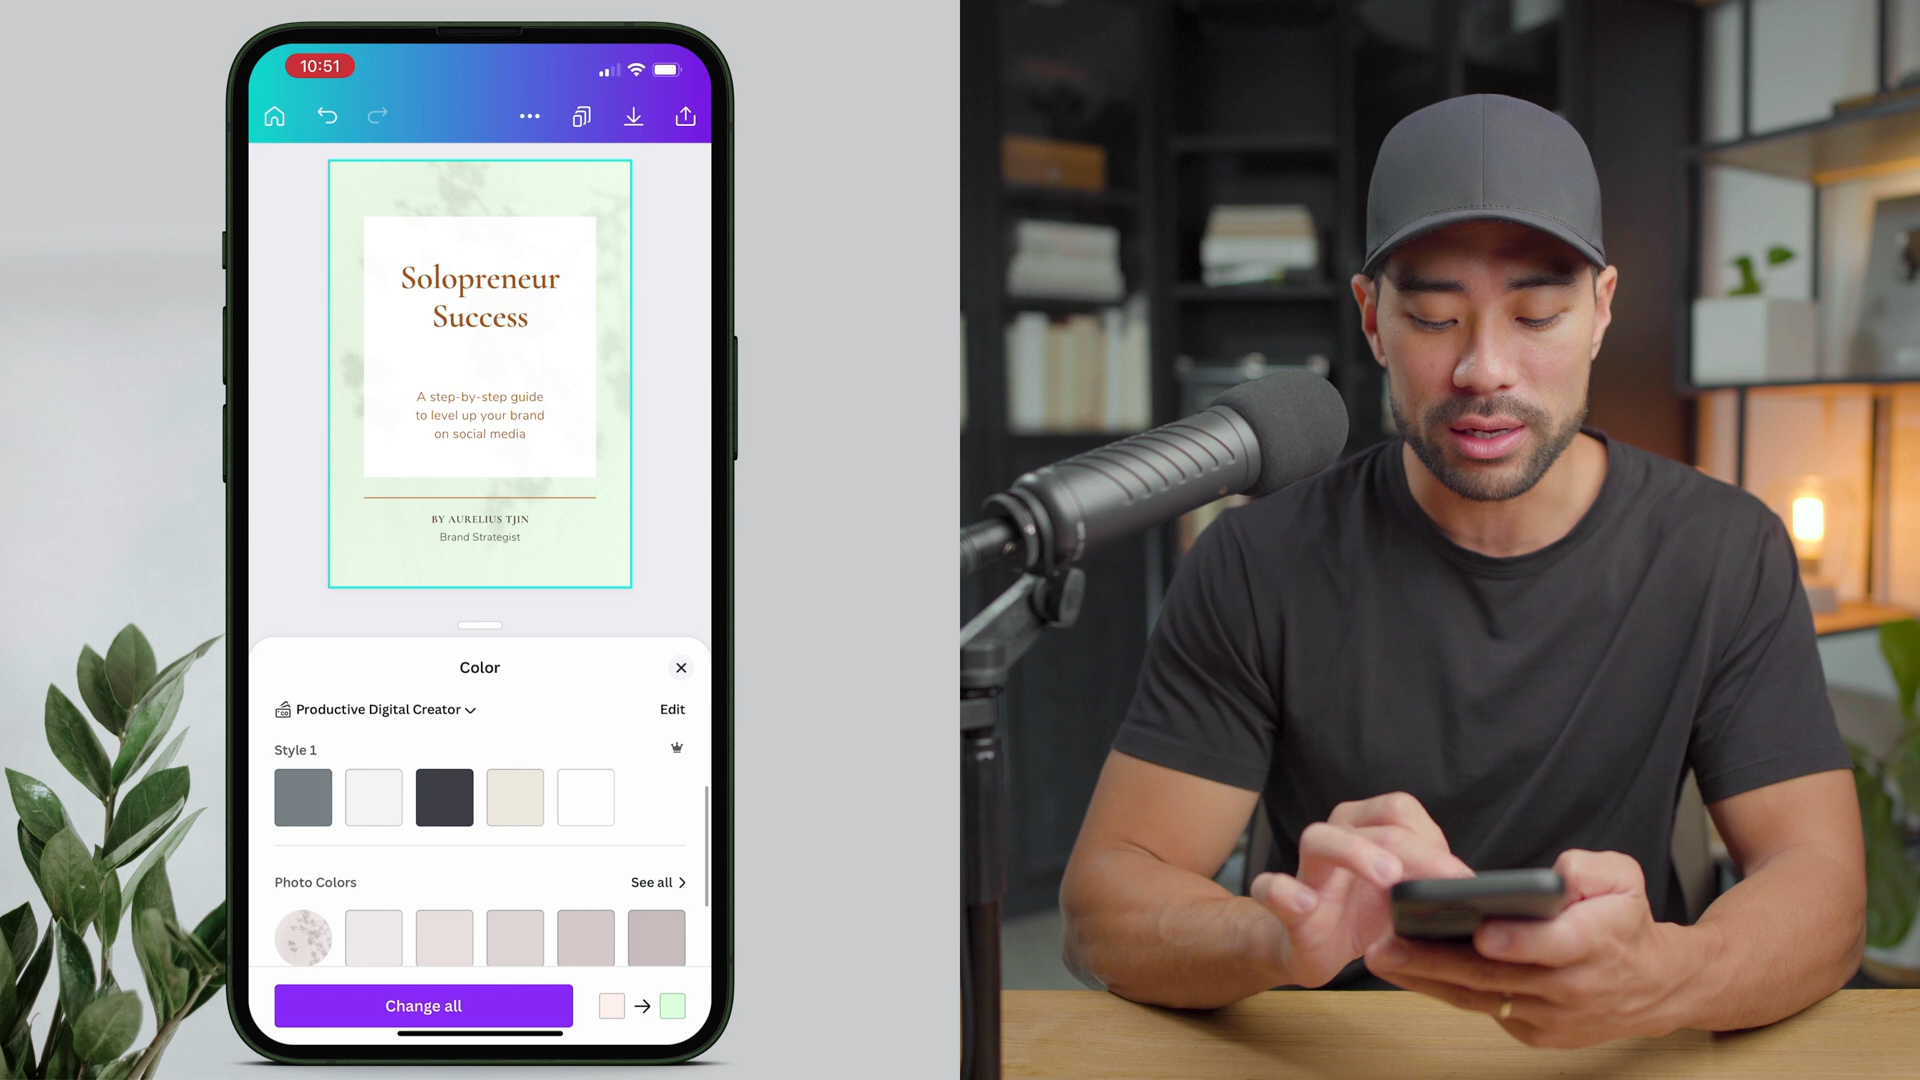 10:51
Solopreneur
Success
A step-by-step guide
to level up your brand
on social media
BY AURELIUS TJIN
Brand Strategist
Color
Productive Digital Creator
Edit
Style 1
Photo Colors
See all
Change all